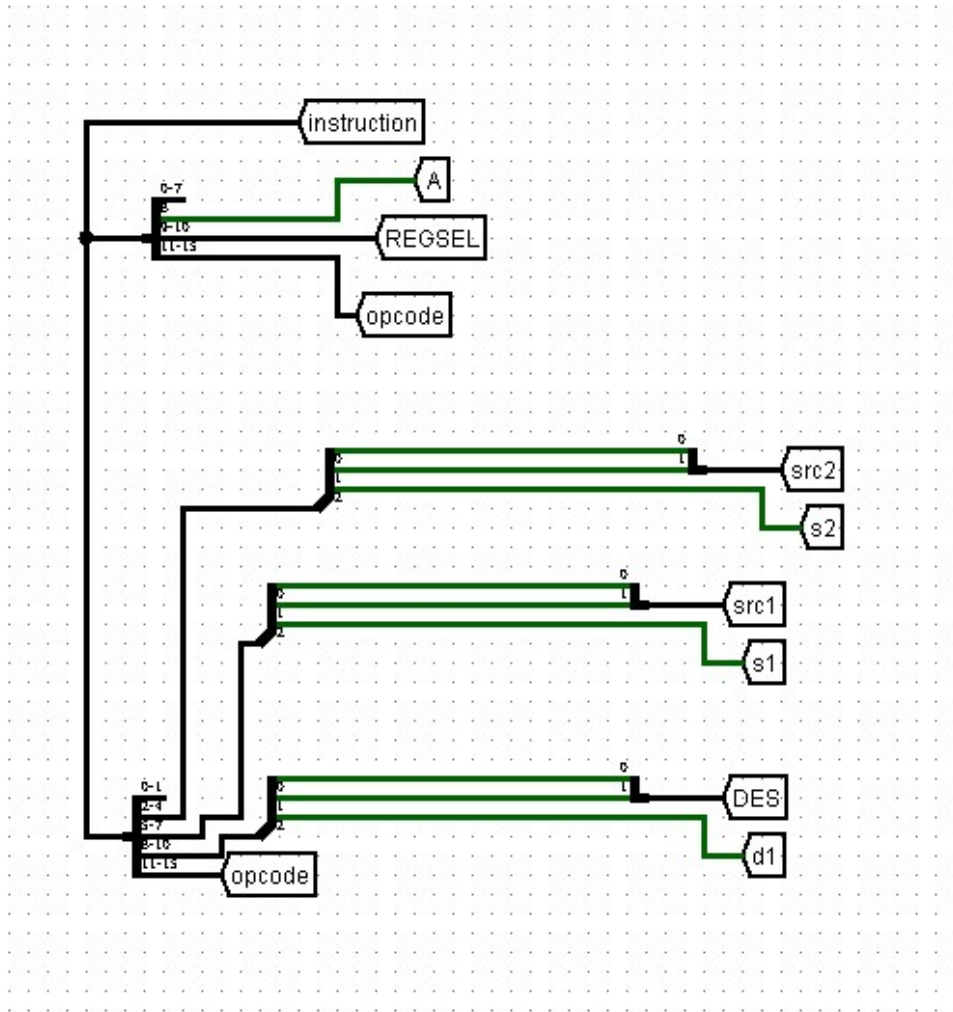 instruction
0-7
A
8
9-10
REGSEL
11-15
opcode
0
0
1
src2
1
2
s2
0
0
1
src1
1
2
s1
0
0-1
0
1
DES
2-4
1
5-7
2
8-10
d1
11-15
opcode